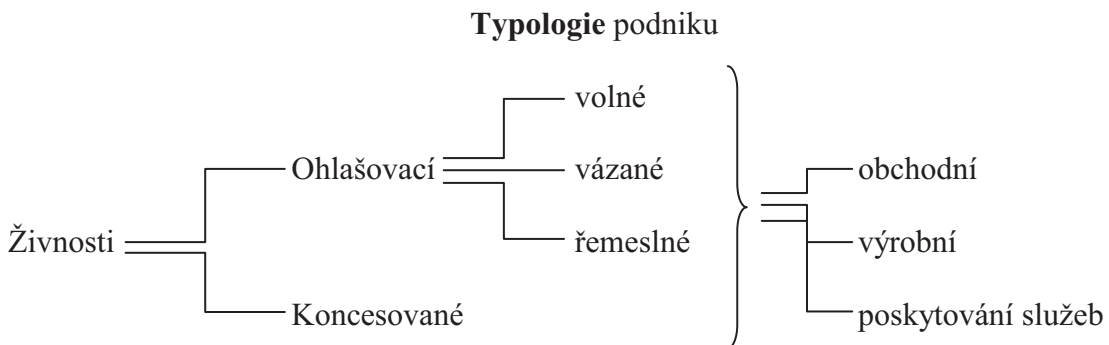 Typologie podniku
volné
Ohlašovací vázané obchodní
Živnosti řemeslné výrobní
Koncesované poskytování služeb